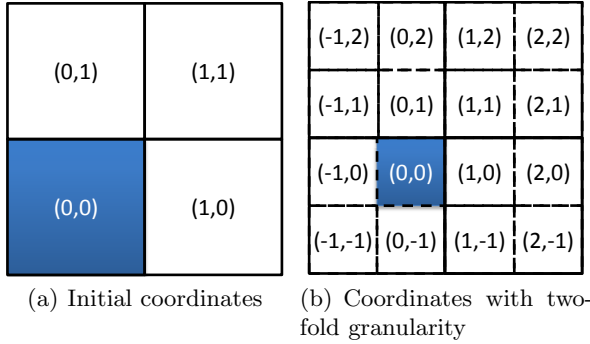 (0,1) (1,1)
(0,0) (1,0)
(a) Initial coordinates
(-1,2) (0,2) (1,2) (2,2)
(-1,1) (0,1) (1,1) (2,1)
(-1,0) (0,0) (1,0) (2,0)
(-1,-1) (0,-1) (1,-1) (2,-1)
(b) Coordinates with two-
fold granularity